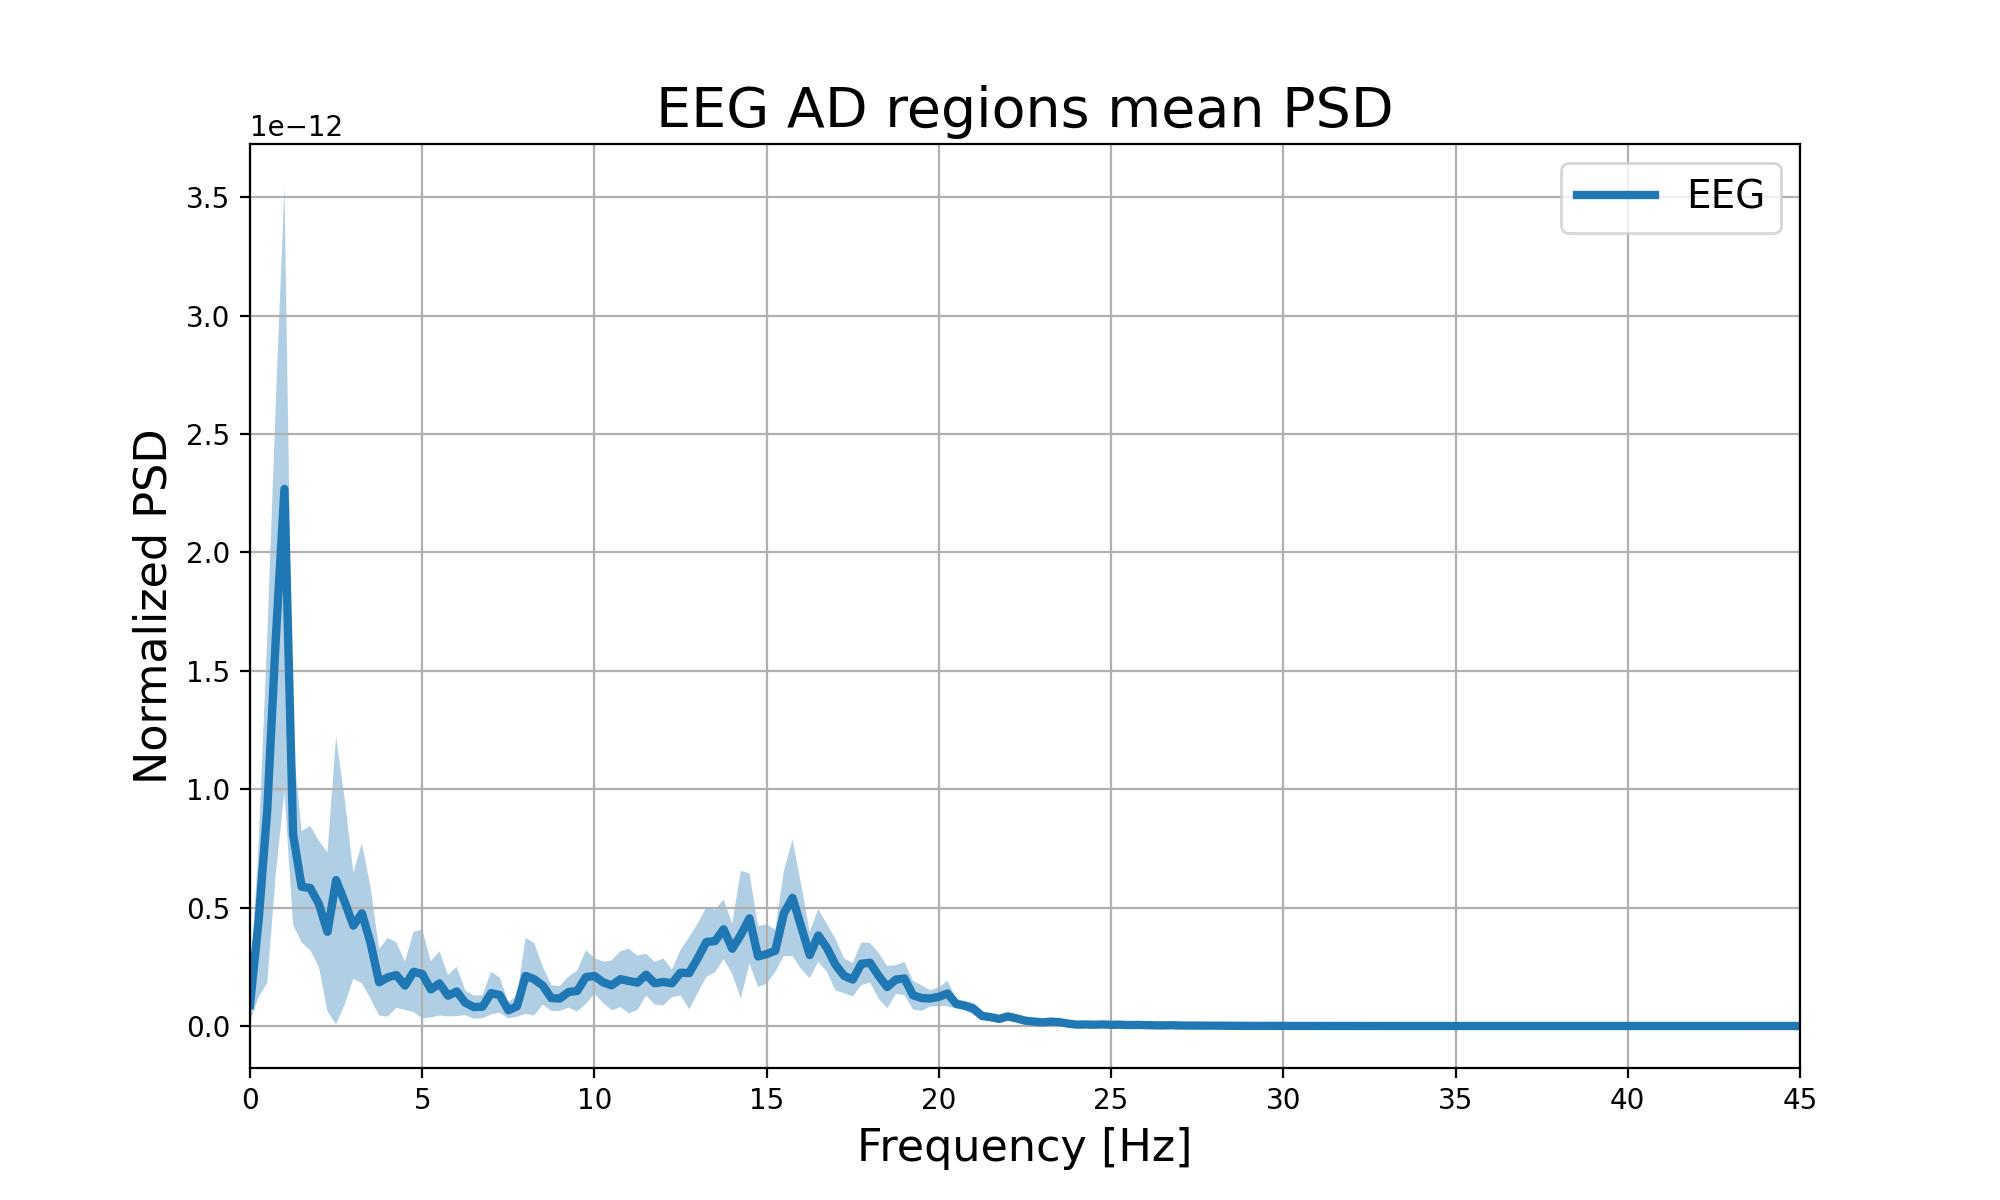 EEG AD regions mean PSD
1e−12
EEG
3.5
3.0
2.5
2.0
1.5
1.0
0.5
0.0
Normalized PSD
0 5 10 15 20 25 30 35 40 45
Frequency [Hz]